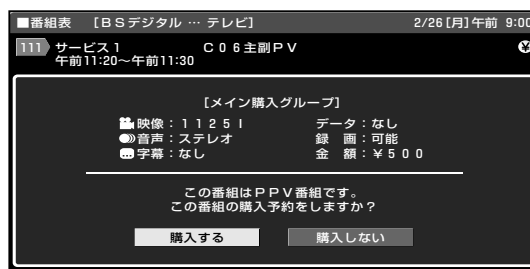 ■番組表 [BSデジタル … テレビ] 2/26[月]午前 9:00
111 サービス1 C06主副PV ¥
午前11:20~午前11:30
[メイン購入グループ]
映像:1125I データ:なし
音声:ステレオ 録 画:可能
字幕:なし 金 額:¥500
この番組はPPV番組です。
この番組の購入予約をしますか?
購入する 購入しない